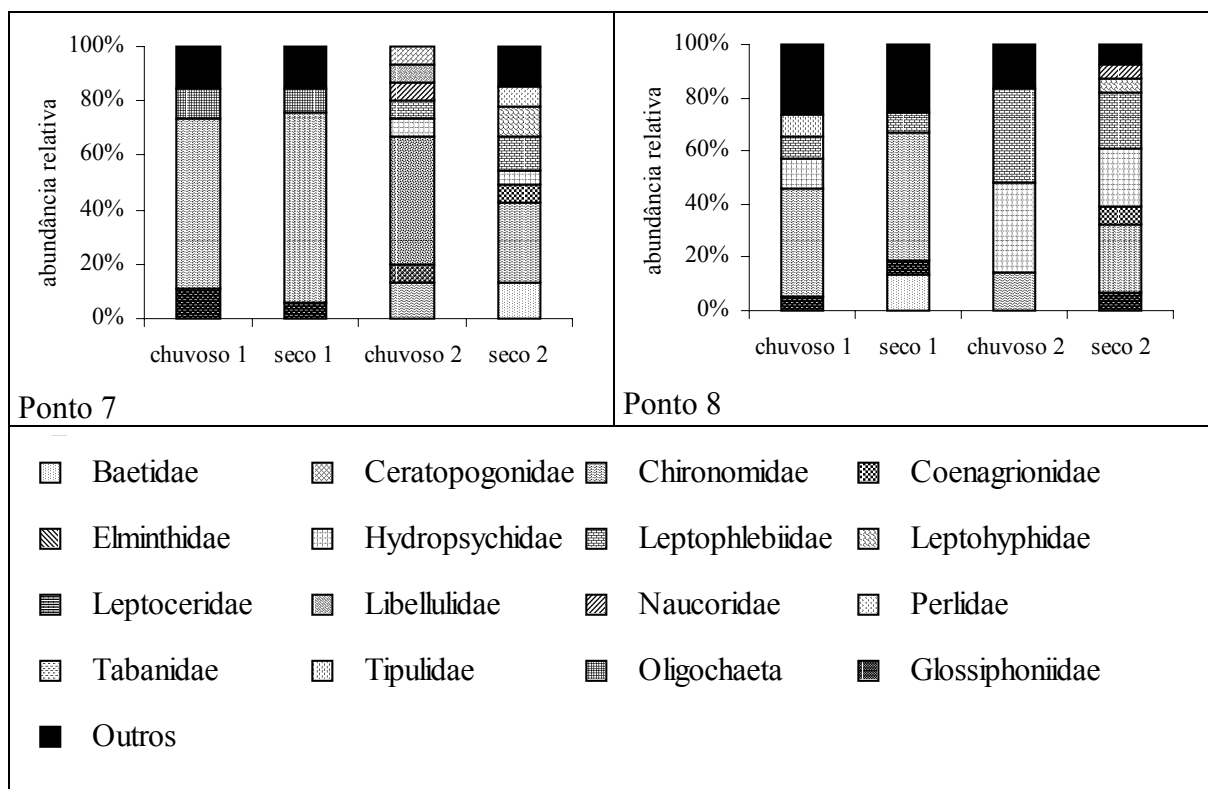 100%
80%
60%
40%
20%
0%
abundância relativa
chuvoso 1 seco 1 chuvoso 2 seco 2
Ponto 7
100%
80%
60%
40%
20%
0%
abundância relativa
chuvoso 1 seco 1 chuvoso 2 seco 2
Ponto 8
Baetidae Ceratopogonidae Chironomidae Coenagrionidae
Elminthidae Hydropsychidae Leptophlebiidae Leptohyphidae
Leptoceridae Libellulidae Naucoridae Perlidae
Tabanidae Tipulidae Oligochaeta Glossiphoniidae
Outros